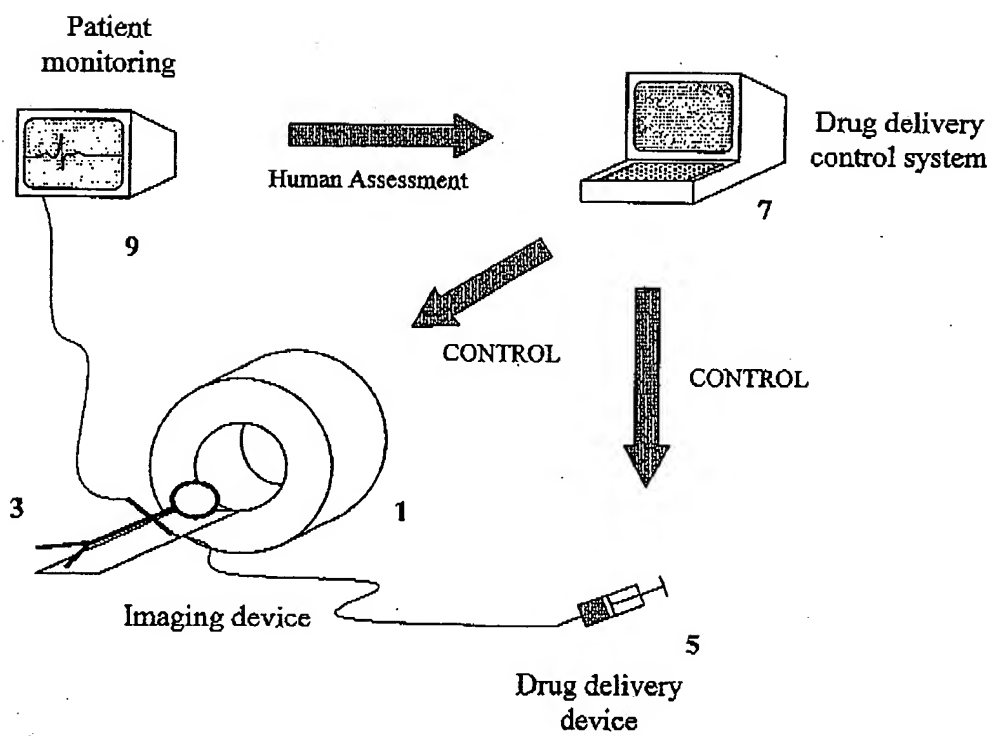 Patient
monitoring
Human Assessment
Drug delivery
control system
7
9
CONTROL
CONTROL
3
1
Imaging device
5
Drug delivery
device